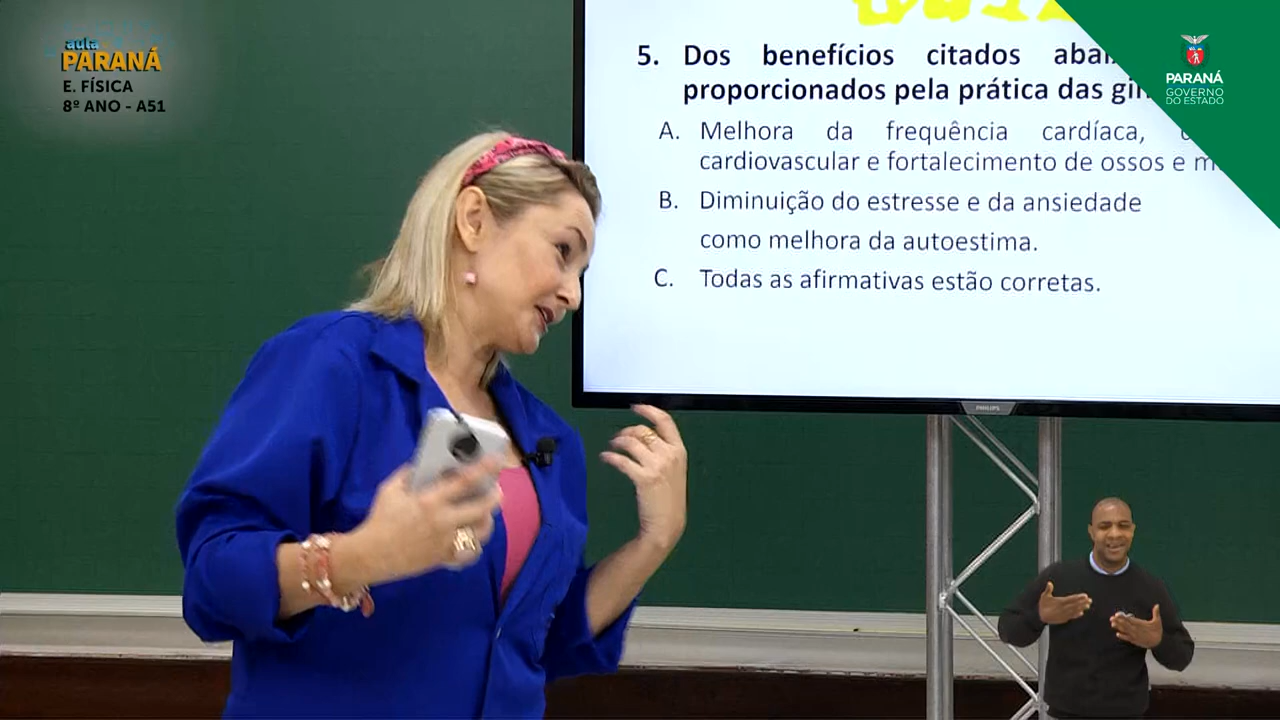 aula
PARANÁ
E. FÍSICA
8º ANO - A51
5. Dos benefícios citados
proporcionados pela prática das
A. Melhora da frequência cardíaca,
cardiovascular e fortalecimento de ossos e
B. Diminuição do estresse e da ansiedade
como melhora da autoestima.
C. Todas as afirmativas estão corretas.
PARANÁ
GOVERNO
DO ESTADO
PHILIPS